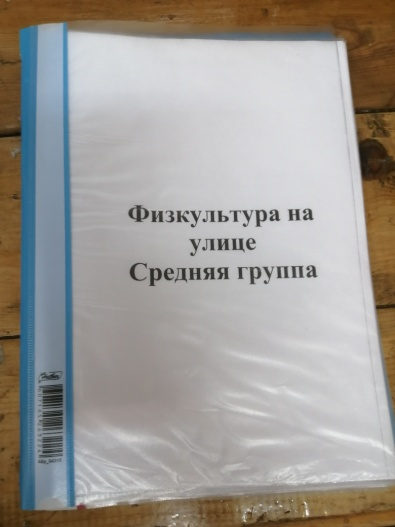 Физкультура на
улице
Средняя группа